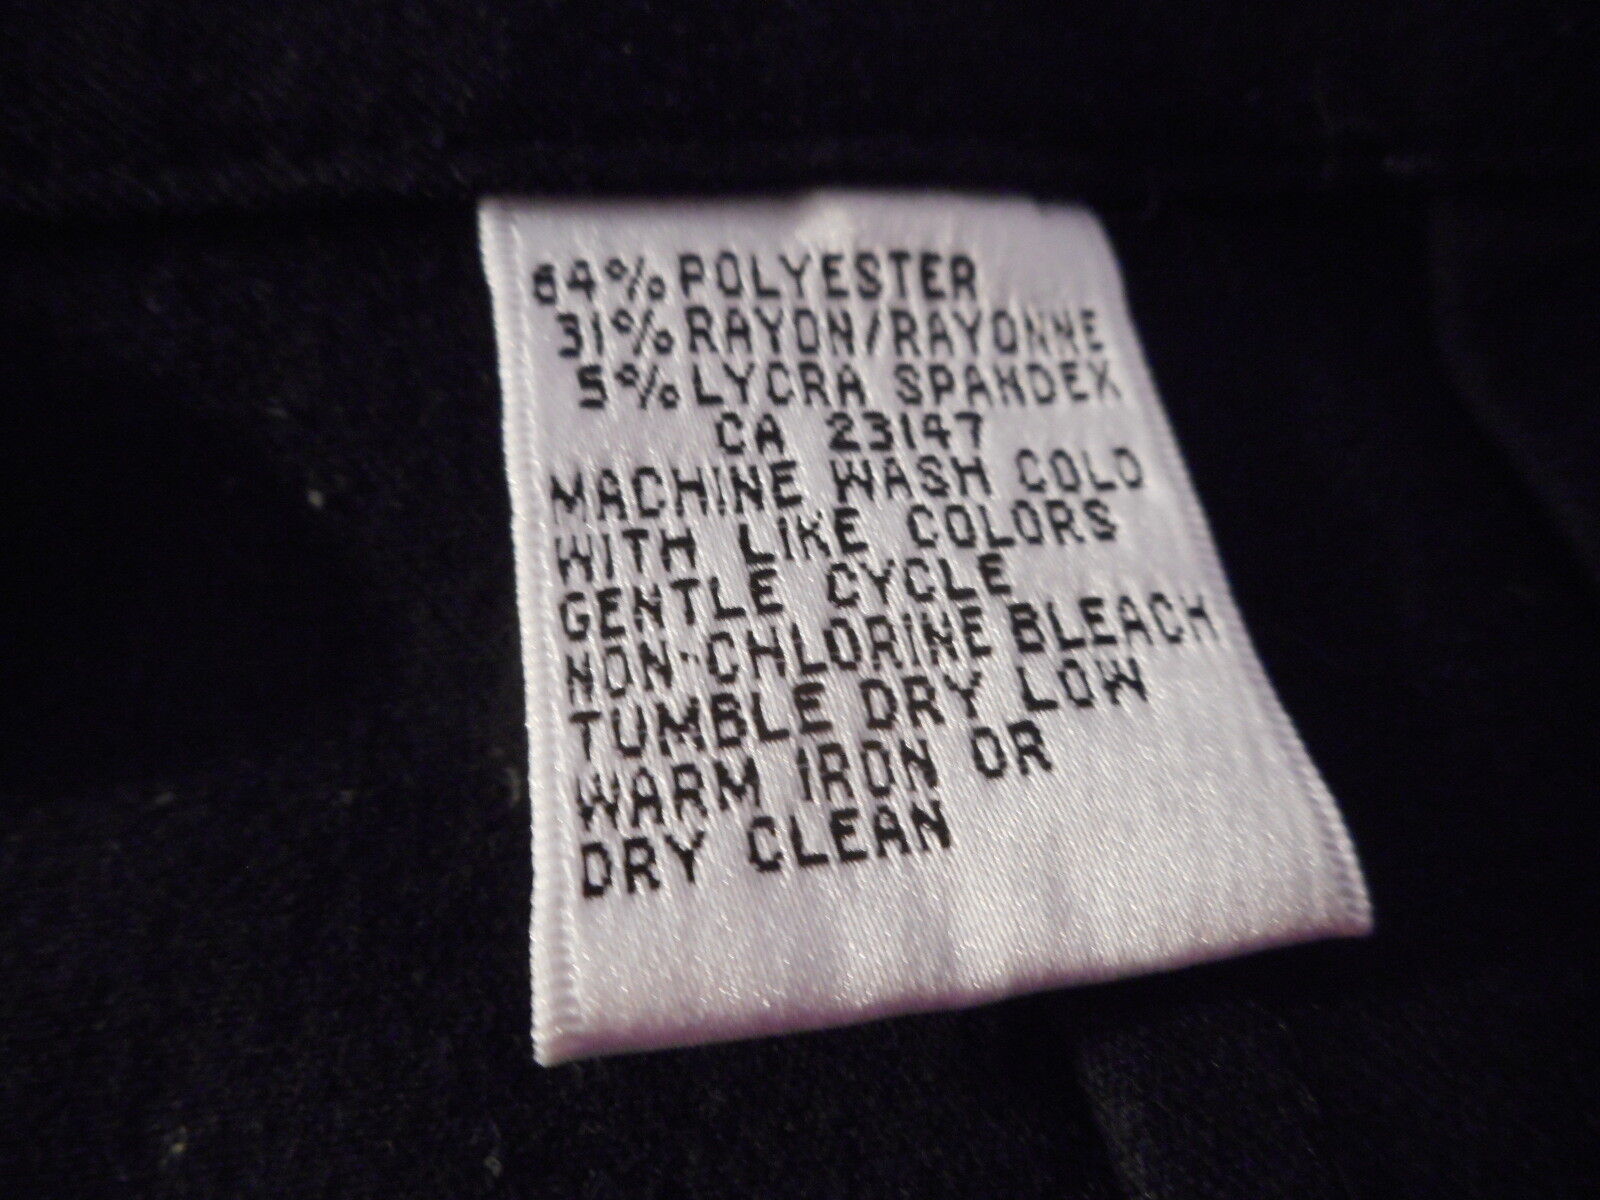 64% POLYESTER
31% RAYON/RAYONNE
5% LYCRA SPANDEX
CA 23147
MACHINE WASH COLD
WITH LIKE COLORS
GENTLE CYCLE
NON-CHLORINE BLEACH
TUMBLE DRY LOW
WARM IRON OR
DRY CLEAN